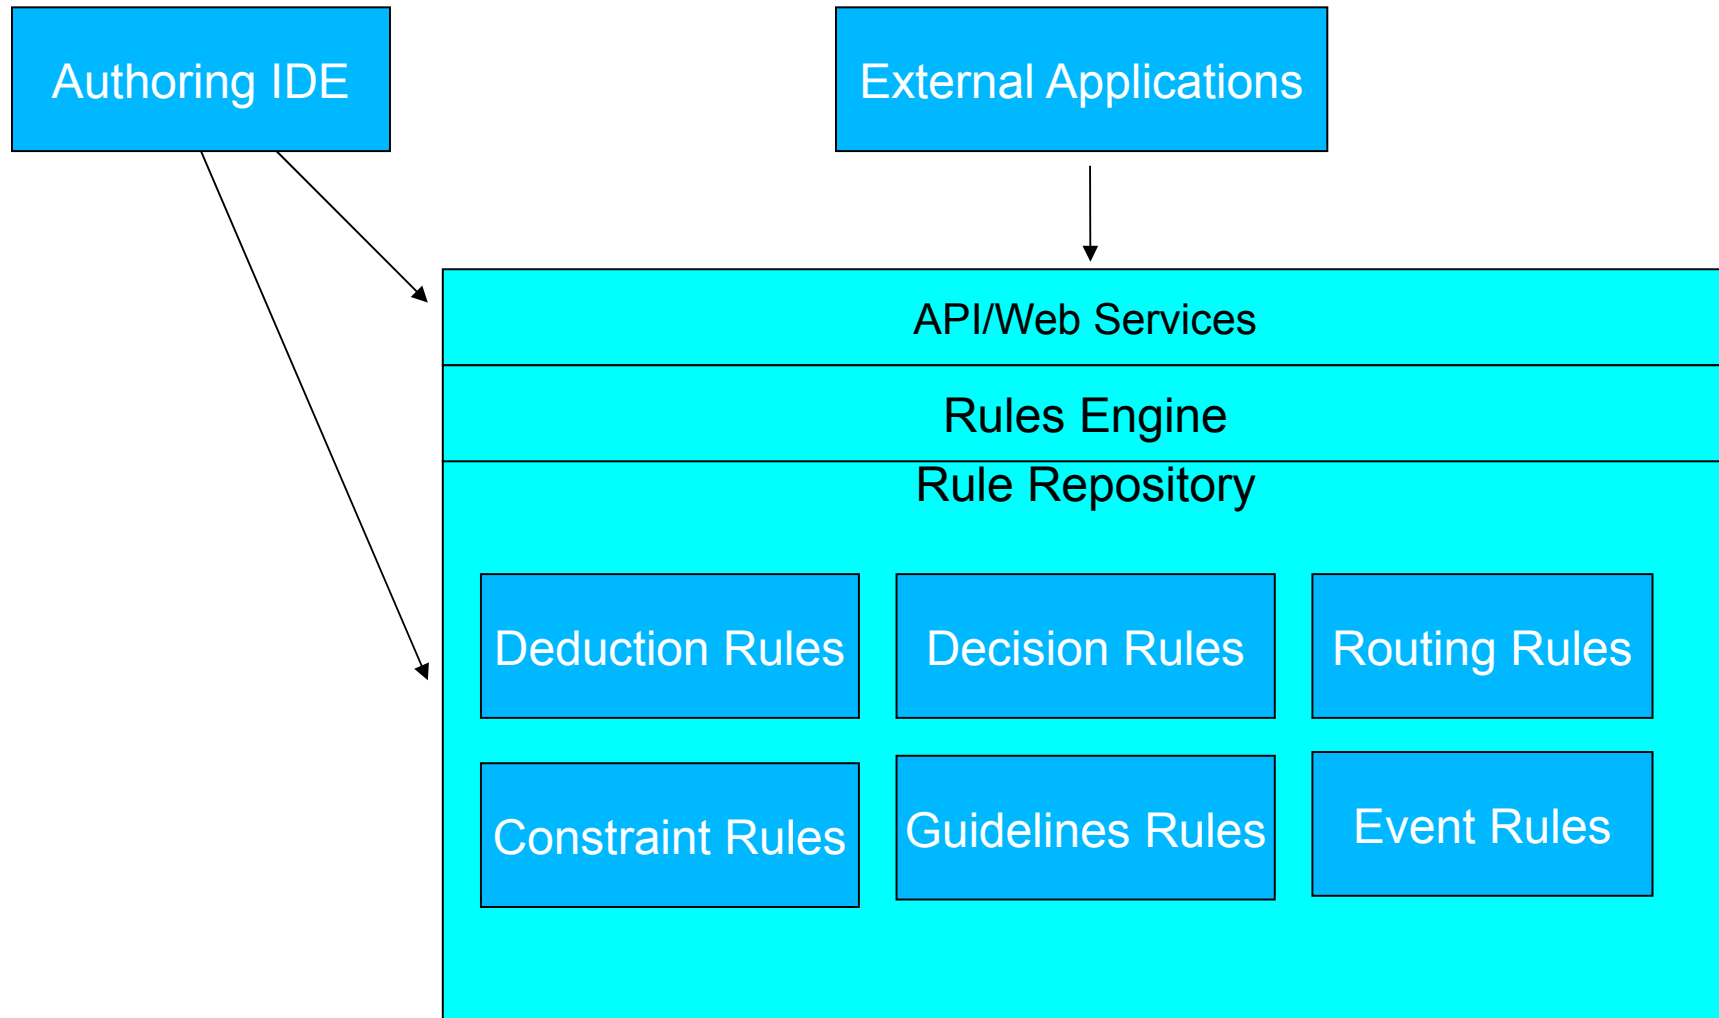 Authoring IDE
External Applications
API/Web Services
Rules Engine
Rule Repository
Deduction Rules
Decision Rules
Routing Rules
Constraint Rules
Guidelines Rules
Event Rules